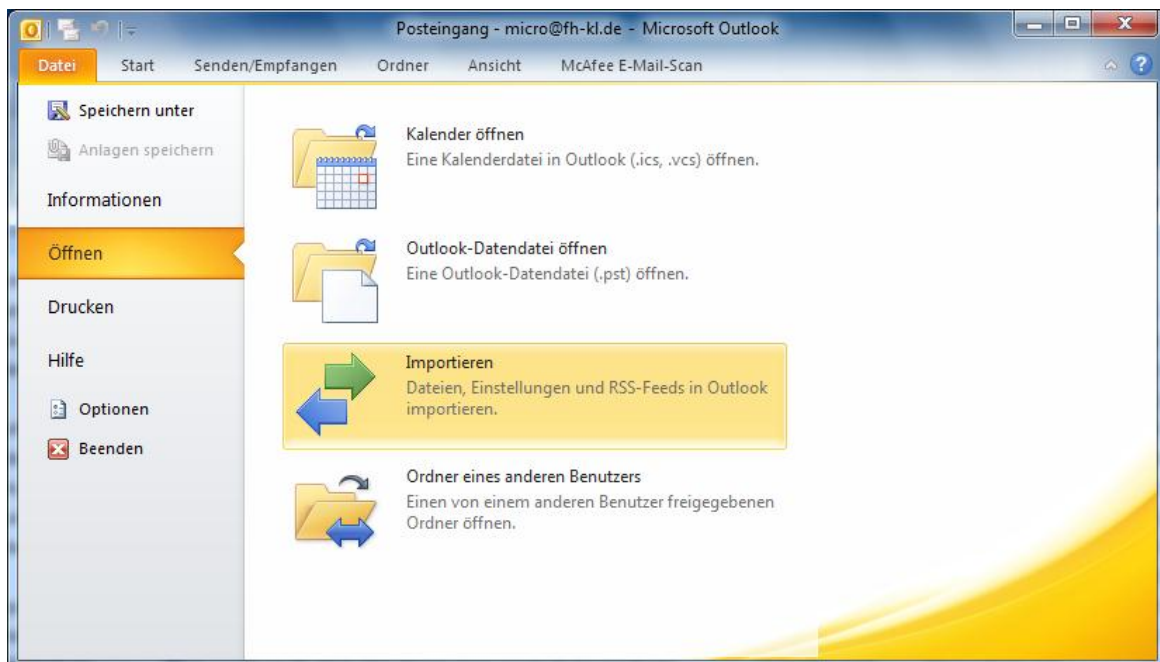 Posteingang - micro@fh-kl.de - Microsoft Outlook
Datei Start Senden/Empfangen Ordner Ansicht McAfee E-Mail-Scan
Speichern unter
Anlagen speichern
Informationen
Öffnen
Drucken
Hilfe
Optionen
Beenden
Kalender öffnen
Eine Kalenderdatei in Outlook (.ics, .vcs) öffnen.
Outlook-Datendatei öffnen
Eine Outlook-Datendatei (.pst) öffnen.
Importieren
Dateien, Einstellungen und RSS-Feeds in Outlook
importieren.
Ordner eines anderen Benutzers
Einen von einem anderen Benutzer freigegebenen
Ordner öffnen.